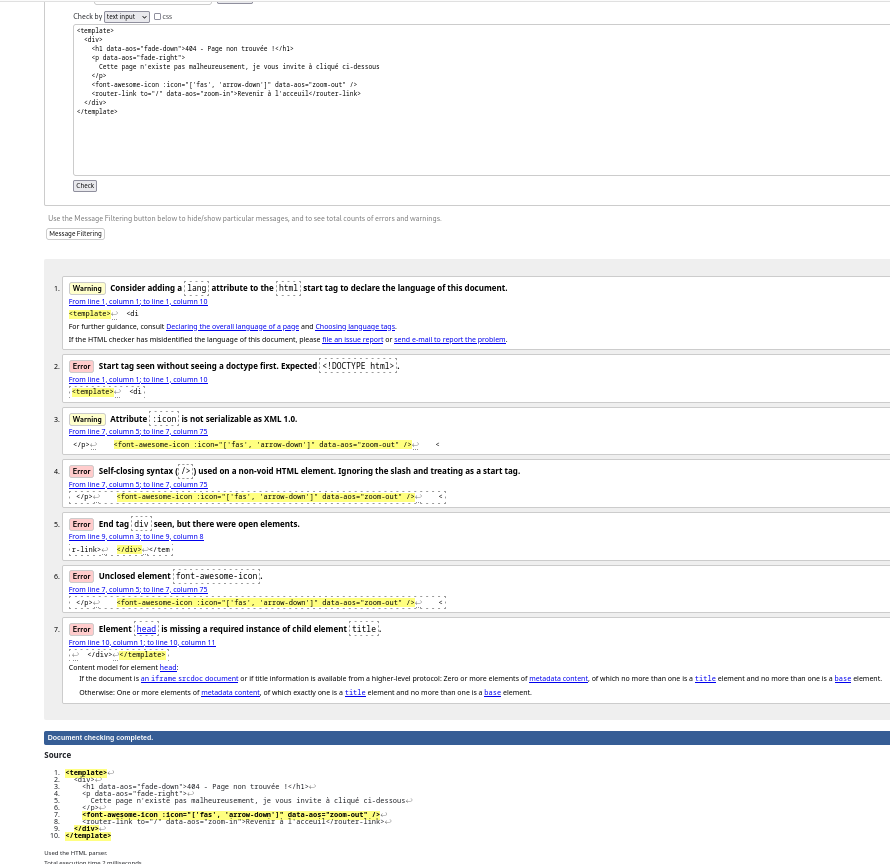 Check by text input css
<template>
<div>
<h1 data-aos="fade-down">404 - Page non trouvée !</h1>
<p data-aos="fade-right">
Cette page n'existe pas malheureusement, je vous invite à cliqué ci-dessous
</p>
<font-awesome-icon :icon="['fas', 'arrow-down']" data-aos="zoom-out" />
<router-link to="/" data-aos="zoom-in">Revenir à l'acceuil</router-link>
</div>
</template>
Check
Use the Message Filtering button below to hide/show particular messages, and to see total counts of errors and warnings.
Message Filtering
1. Warning Consider adding a lang attribute to the html start tag to declare the language of this document.
From line 1, column 1; to line 1, column 10
<template>↩ <di
For further guidance, consult Declaring the overall language of a page and Choosing language tags.
If the HTML checker has misidentified the language of this document, please file an issue report or send e-mail to report the problem.
2. Error Start tag seen without seeing a doctype first. Expected <!DOCTYPE html>.
From line 1, column 1; to line 1, column 10
<template>↩ <di
3. Warning Attribute :icon is not serializable as XML 1.0.
From line 7, column 5; to line 7, column 75
</p>↩ <font-awesome-icon :icon="['fas', 'arrow-down']" data-aos="zoom-out" />↩ <
4. Error Self-closing syntax (/>) used on a non-void HTML element. Ignoring the slash and treating as a start tag.
From line 7, column 5; to line 7, column 75
</p>↩ <font-awesome-icon :icon="['fas', 'arrow-down']" data-aos="zoom-out" />↩ <
5. Error End tag div seen, but there were open elements.
From line 9, column 3; to line 9, column 8
r-link>↩ </div>↩</tem
6. Error Unclosed element font-awesome-icon.
From line 7, column 5; to line 7, column 75
</p>↩ <font-awesome-icon :icon="['fas', 'arrow-down']" data-aos="zoom-out" />↩ <
7. Error Element head is missing a required instance of child element title.
From line 10, column 1; to line 10, column 11
↩ </div>↩</template>
Content model for element head:
If the document is an iframe srcdoc document or if title information is available from a higher-level protocol: Zero or more elements of metadata content, of which no more than one is a title element and no more than one is a base element.
Otherwise: One or more elements of metadata content, of which exactly one is a title element and no more than one is a base element.
Document checking completed.
Source
1. <template>↩
2. <div>↩
3. <h1 data-aos="fade-down">404 - Page non trouvée !</h1>↩
4. <p data-aos="fade-right">↩
5. Cette page n'existe pas malheureusement, je vous invite à cliqué ci-dessous↩
6. </p>↩
7. <font-awesome-icon :icon="['fas', 'arrow-down']" data-aos="zoom-out" />↩
8. <router-link to="/" data-aos="zoom-in">Revenir à l'acceuil</router-link>↩
9. </div>↩
10. </template>
Used the HTML parser.
Total execution time 7 milliseconds.